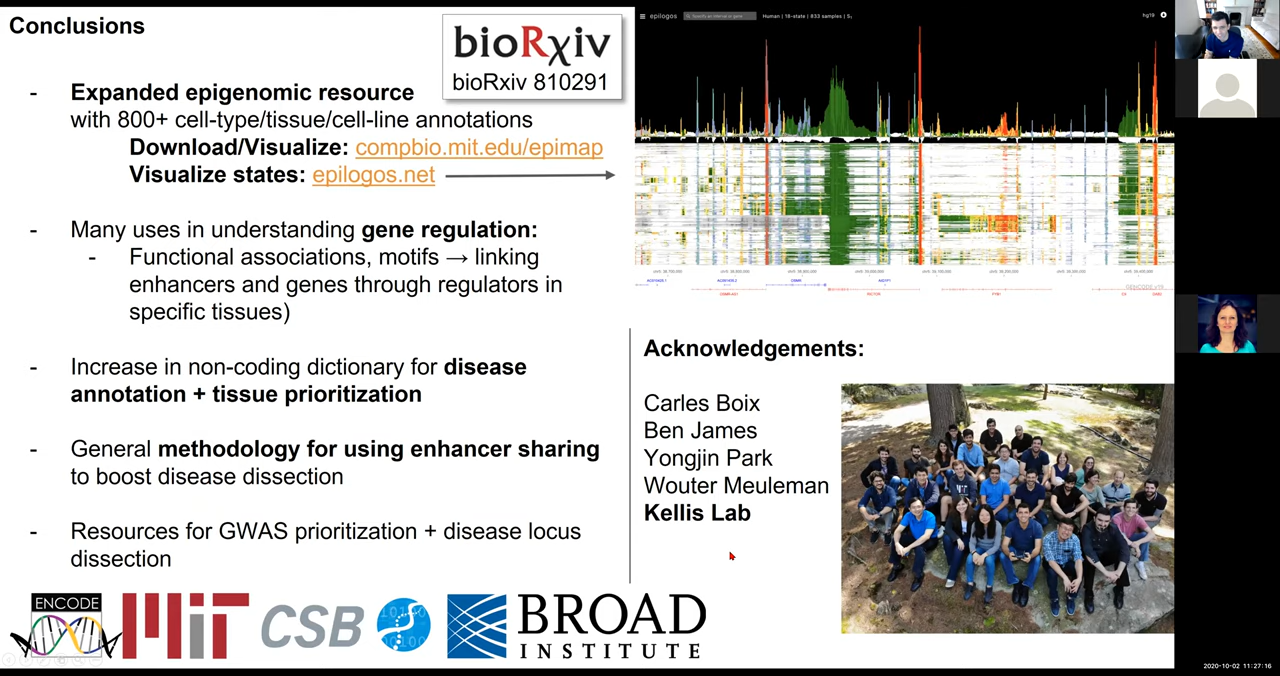 Conclusions
bioRxiv
bioRxiv 810291
- Expanded epigenomic resource
with 800+ cell-type/tissue/cell-line annotations
Download/Visualize: compbio.mit.edu/epimap
Visualize states: epilogos.net
- Many uses in understanding gene regulation:
- Functional associations, motifs → linking
enhancers and genes through regulators in
specific tissues)
- Increase in non-coding dictionary for disease
annotation + tissue prioritization
- General methodology for using enhancer sharing
to boost disease dissection
- Resources for GWAS prioritization + disease locus
dissection
ENCODE
MIT
CSB
BROAD
INSTITUTE
epilogos
Human | 18-state | 833 samples | S₁
hg19
GENCODE v19
Acknowledgements:
Carles Boix
Ben James
Yongjin Park
Wouter Meuleman
Kellis Lab
2020-10-02 11:27:16